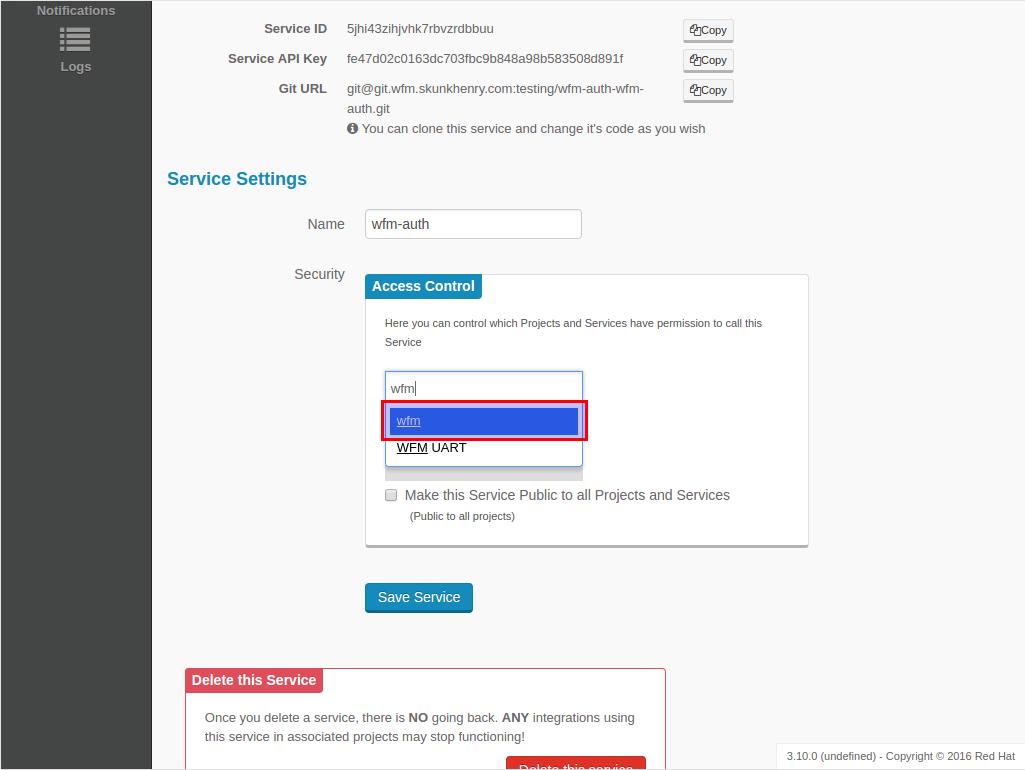 Notifications
Logs
Service ID 5jhi43zihjvhk7rbvzrdbbuu Copy
Service API Key fe47d02c0163dc703fbc9b848a98b583508d891f Copy
Git URL git@git.wfm.skunkhenry.com:testing/wfm-auth-wfm- Copy
auth.git
You can clone this service and change it's code as you wish
Service Settings
Name wfm-auth
Security
Access Control
Here you can control which Projects and Services have permission to call this
Service
wfm
wfm
WFM UART
Make this Service Public to all Projects and Services
(Public to all projects)
Save Service
Delete this Service
Once you delete a service, there is NO going back. ANY integrations using
this service in associated projects may stop functioning!
Delete this service
3.10.0 (undefined) - Copyright © 2016 Red Hat